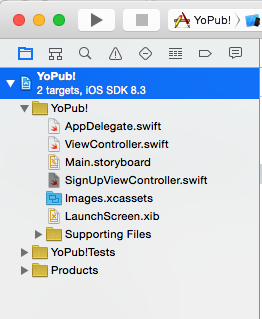 YoPub!
YoPub!
2 targets, iOS SDK 8.3
YoPub!
AppDelegate.swift
ViewController.swift
Main.storyboard
SignUpViewController.swift
Images.xcassets
LaunchScreen.xib
Supporting Files
YoPub!Tests
Products